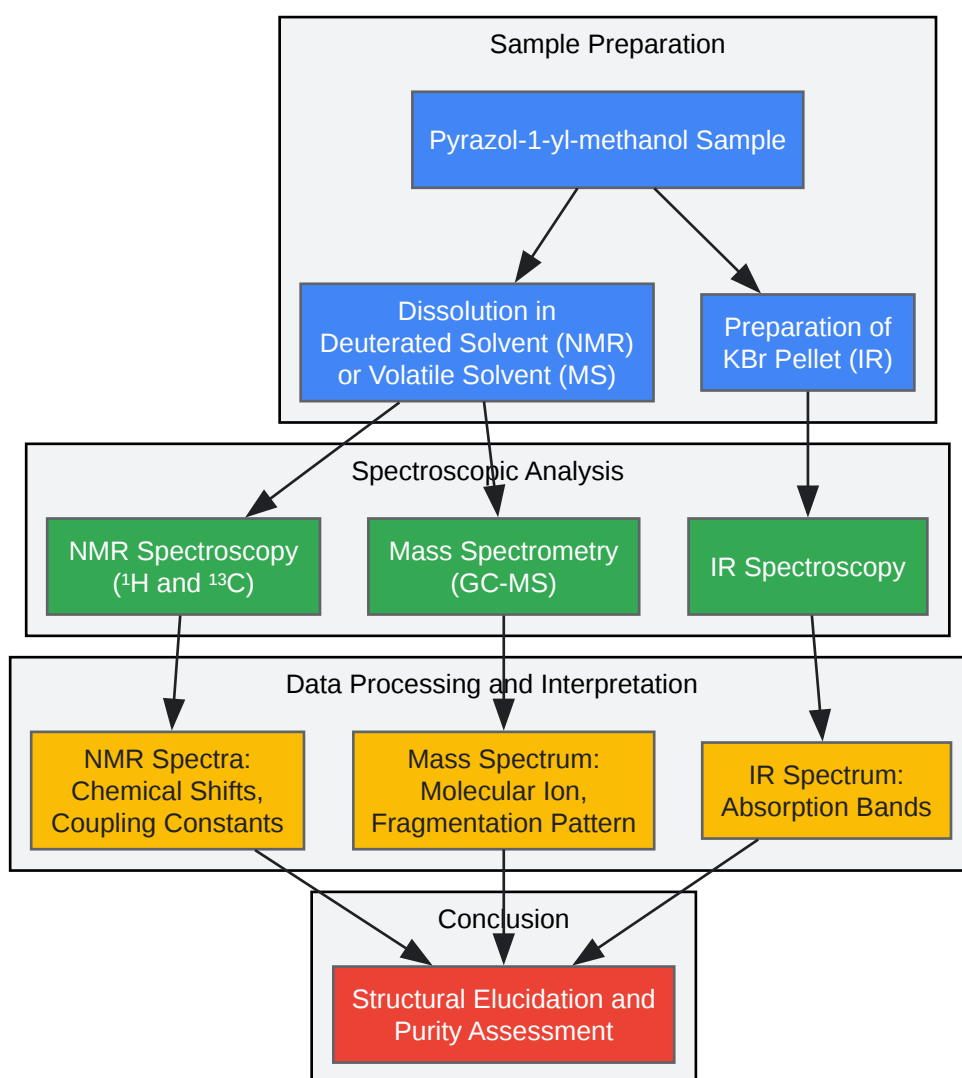 Sample Preparation
Pyrazol-1-yl-methanol Sample
Dissolution in
Deuterated Solvent (NMR)
or Volatile Solvent (MS)
Preparation of
KBr Pellet (IR)
Spectroscopic Analysis
NMR Spectroscopy
(¹H and ¹³C)
Mass Spectrometry
(GC-MS)
IR Spectroscopy
Data Processing and Interpretation
NMR Spectra:
Chemical Shifts,
Coupling Constants
Mass Spectrum:
Molecular Ion,
Fragmentation Pattern
IR Spectrum:
Absorption Bands
Conclusion
Structural Elucidation and
Purity Assessment